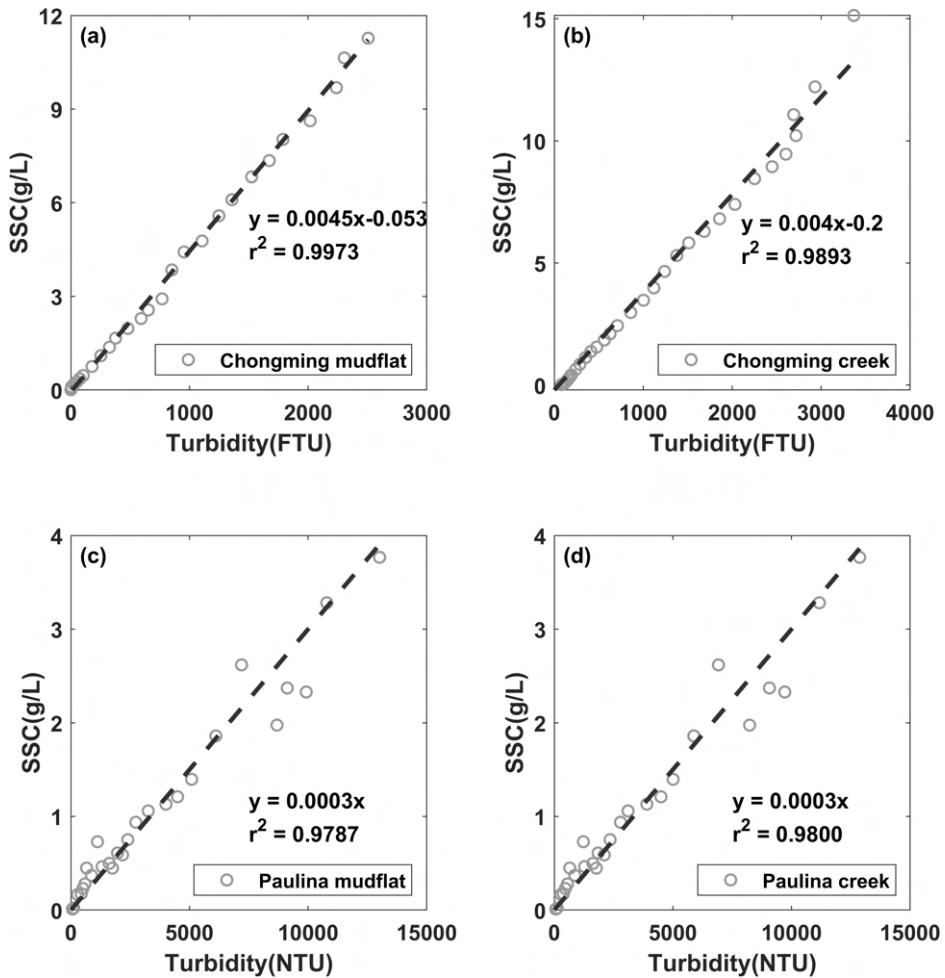 (a)
12
9
6
3
0
SSC(g/L)
y = 0.0045x-0.053
r² = 0.9973
Chongming mudflat
0 1000 2000 3000
Turbidity(FTU)
(b)
15
10
5
0
SSC(g/L)
y = 0.004x-0.2
r² = 0.9893
Chongming creek
0 1000 2000 3000 4000
Turbidity(FTU)
(c)
4
3
2
1
0
SSC(g/L)
y = 0.0003x
r² = 0.9787
Paulina mudflat
0 5000 10000 15000
Turbidity(NTU)
(d)
4
3
2
1
0
SSC(g/L)
y = 0.0003x
r² = 0.9800
Paulina creek
0 5000 10000 15000
Turbidity(NTU)